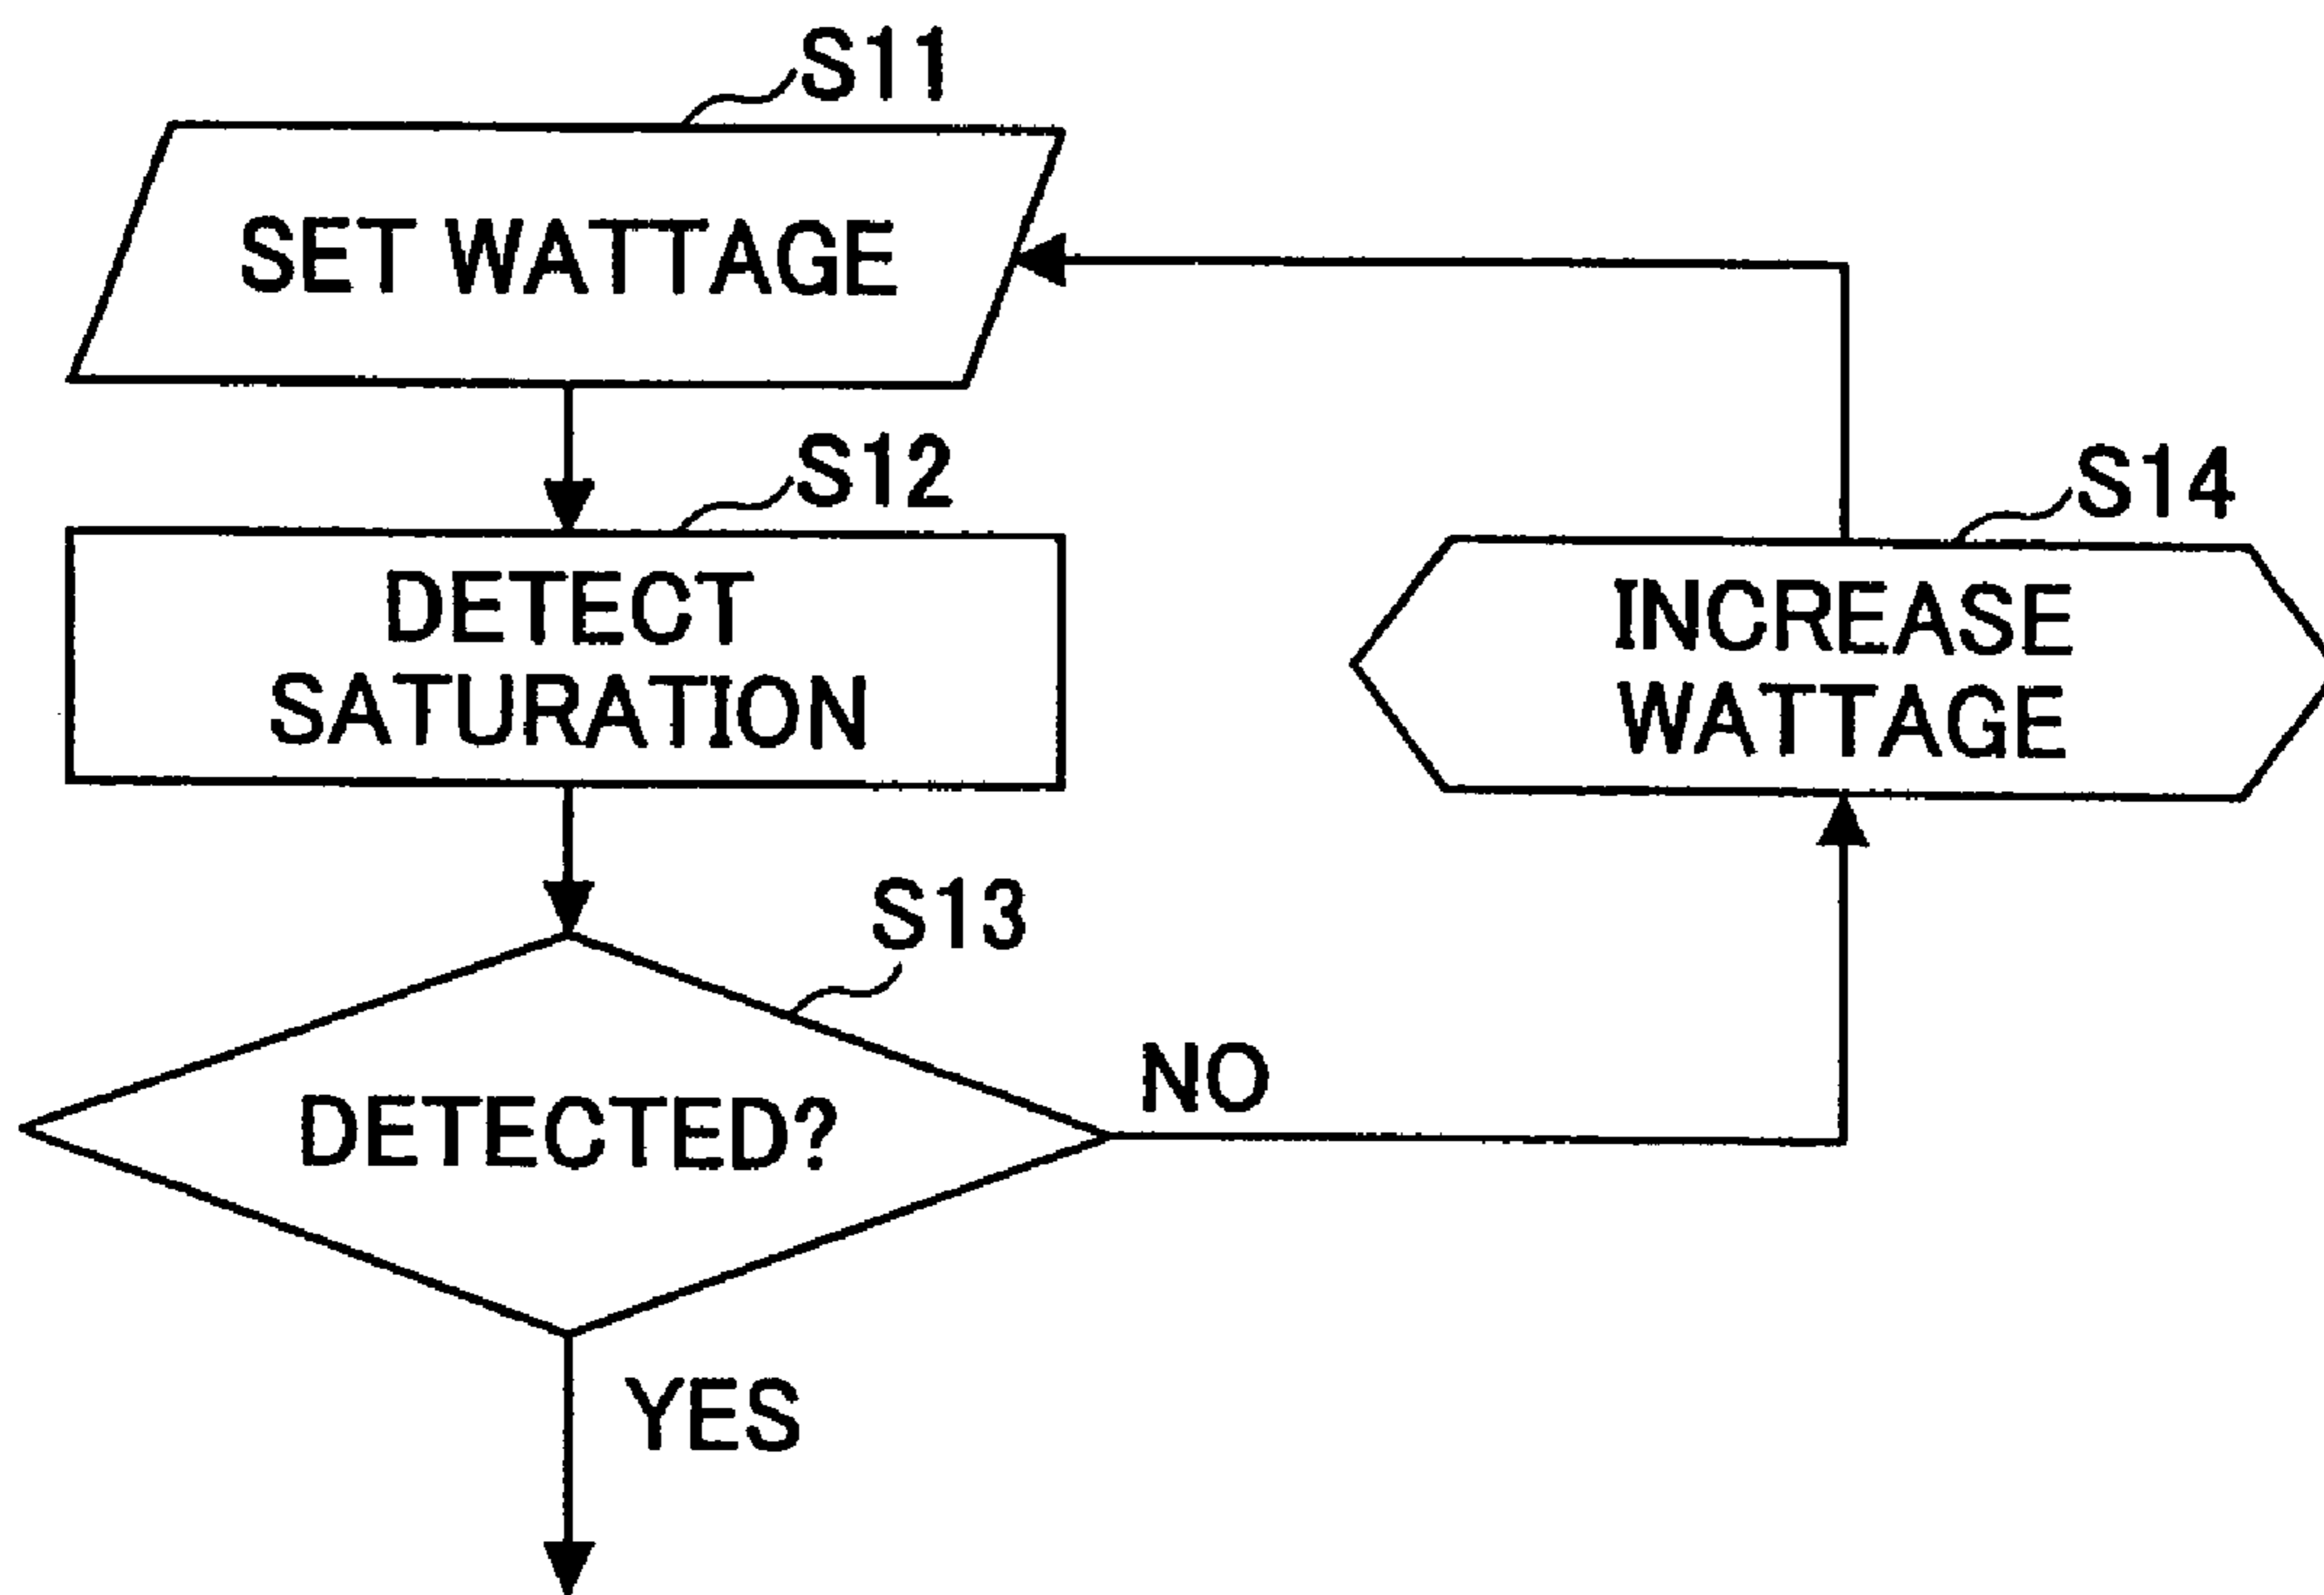 S11
SET WATTAGE
S12
DETECT
SATURATION
S14
INCREASE
WATTAGE
S13
DETECTED?
NO
YES